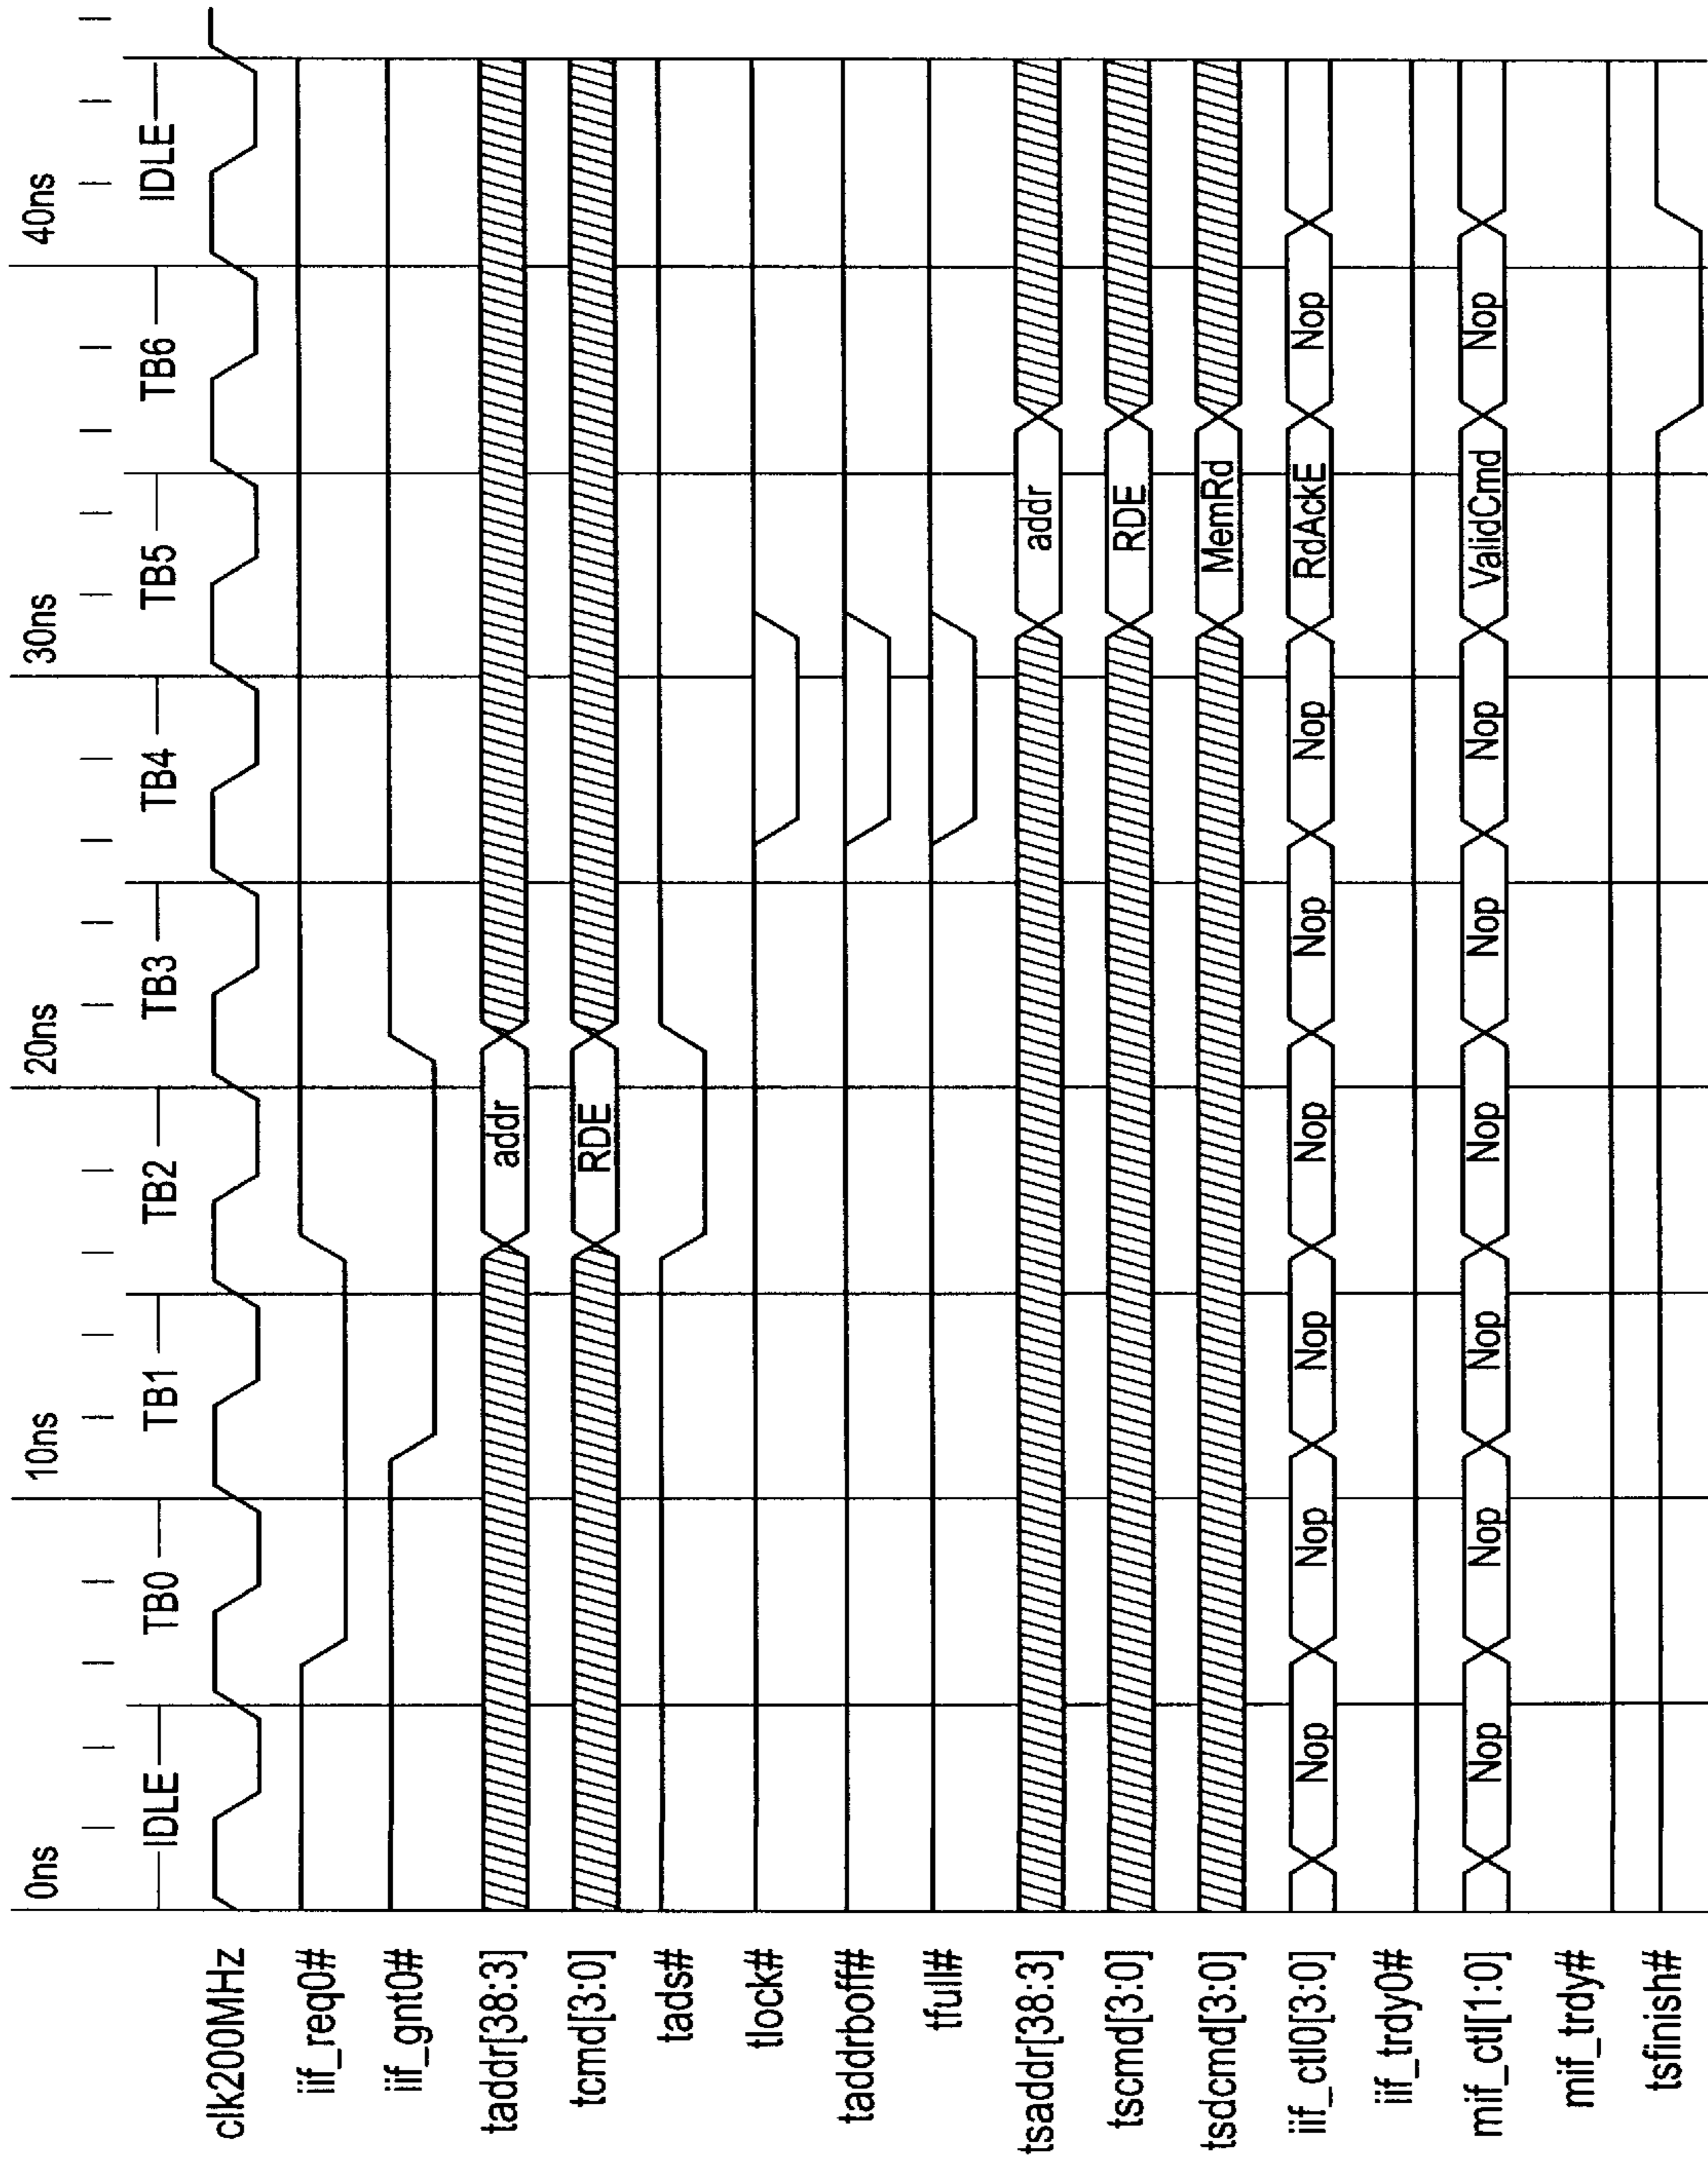 0ns 10ns 20ns 30ns 40ns
IDLE TB0 TB1 TB2 TB3 TB4 TB5 TB6 IDLE
clk200MHz
iif_req0#
iif_gnt0#
taddr[38:3] addr
tcmd[3:0] RDE
tads#
tlock#
taddrboff#
tfull#
tsaddr[38:3] addr
tscmd[3:0] RDE
tsdcmd[3:0] MemRd
iif_ctl0[3:0] Nop Nop Nop Nop Nop Nop RdAckE Nop
iif_trdy0#
mif_ctl[1:0] Nop Nop Nop Nop Nop Nop ValidCmd Nop
mif_trdy#
tsfinish#